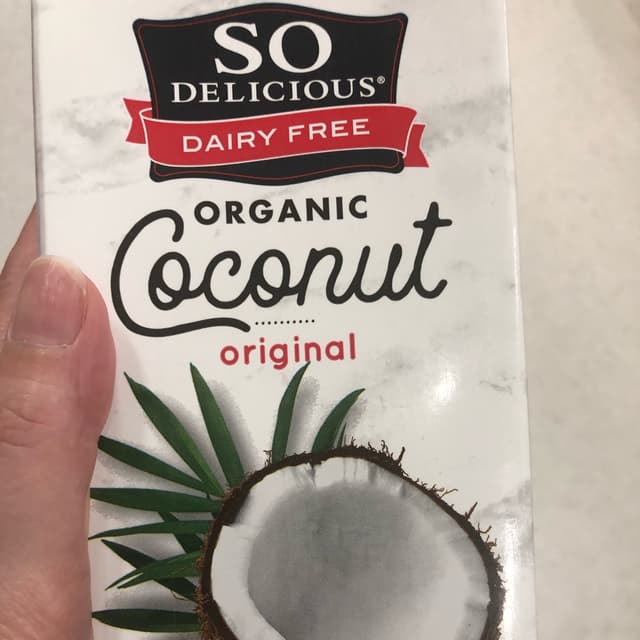 SO
DELICIOUS®
DAIRY FREE
ORGANIC
Coconut
original